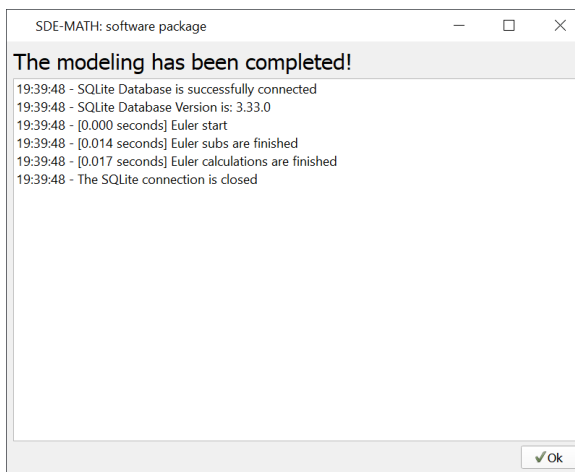 SDE-MATH: software package
The modeling has been completed!
19:39:48 - SQLite Database is successfully connected
19:39:48 - SQLite Database Version is: 3.33.0
19:39:48 - [0.000 seconds] Euler start
19:39:48 - [0.014 seconds] Euler subs are finished
19:39:48 - [0.017 seconds] Euler calculations are finished
19:39:48 - The SQLite connection is closed
Ok